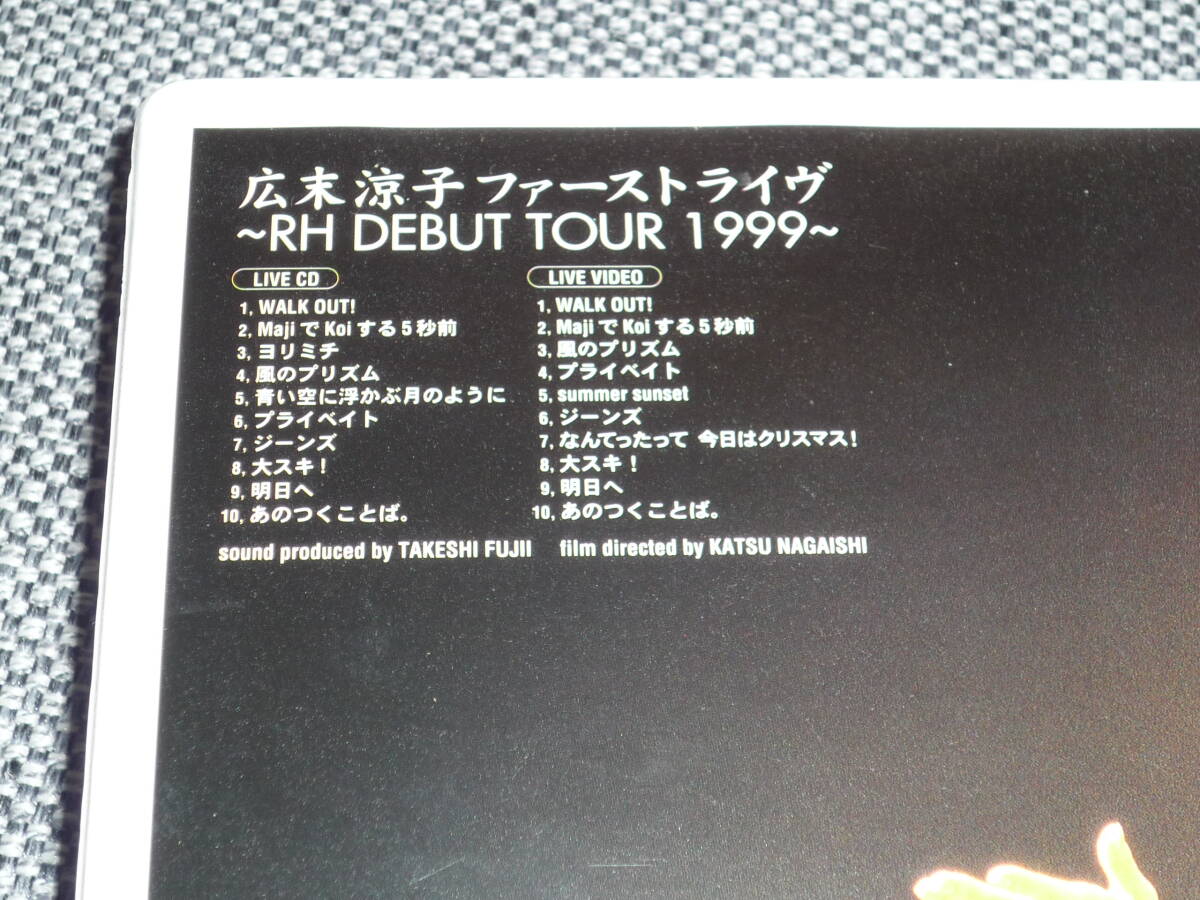 広末涼子ファーストライヴ
~RH DEBUT TOUR 1999~
LIVE CD
1, WALK OUT!
2, MajiでKoiする5秒前
3, ヨリミチ
4, 風のプリズム
5, 青い空に浮かぶ月のように
6, プライベイト
7, ジーンズ
8, 大スキ!
9, 明日へ
10, あのつくことば。
sound produced by TAKESHI FUJII
LIVE VIDEO
1, WALK OUT!
2, MajiでKoiする5秒前
3, 風のプリズム
4, プライベイト
5, summer sunset
6, ジーンズ
7, なんてったって 今日はクリスマス!
8, 大スキ!
9, 明日へ
10, あのつくことば。
film directed by KATSU NAGAISHI